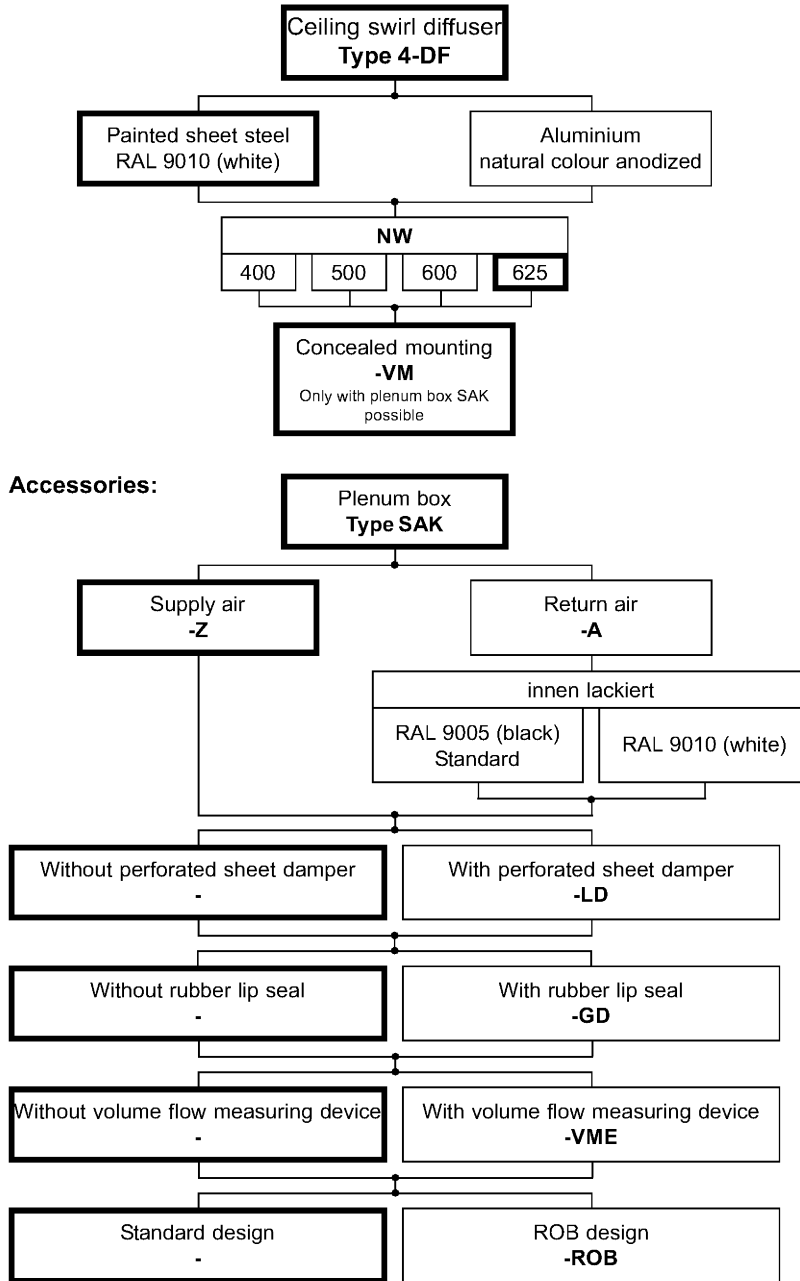 Ceiling swirl diffuser
Type 4-DF
Painted sheet steel
RAL 9010 (white)
Aluminium
natural colour anodized
NW
400 500 600 625
Concealed mounting
-VM
Only with plenum box SAK
possible
Accessories:
Plenum box
Type SAK
Supply air
-Z
Return air
-A
innen lackiert
RAL 9005 (black)
Standard
RAL 9010 (white)
Without perforated sheet damper
-
With perforated sheet damper
-LD
Without rubber lip seal
-
With rubber lip seal
-GD
Without volume flow measuring device
-
With volume flow measuring device
-VME
Standard design
-
ROB design
-ROB